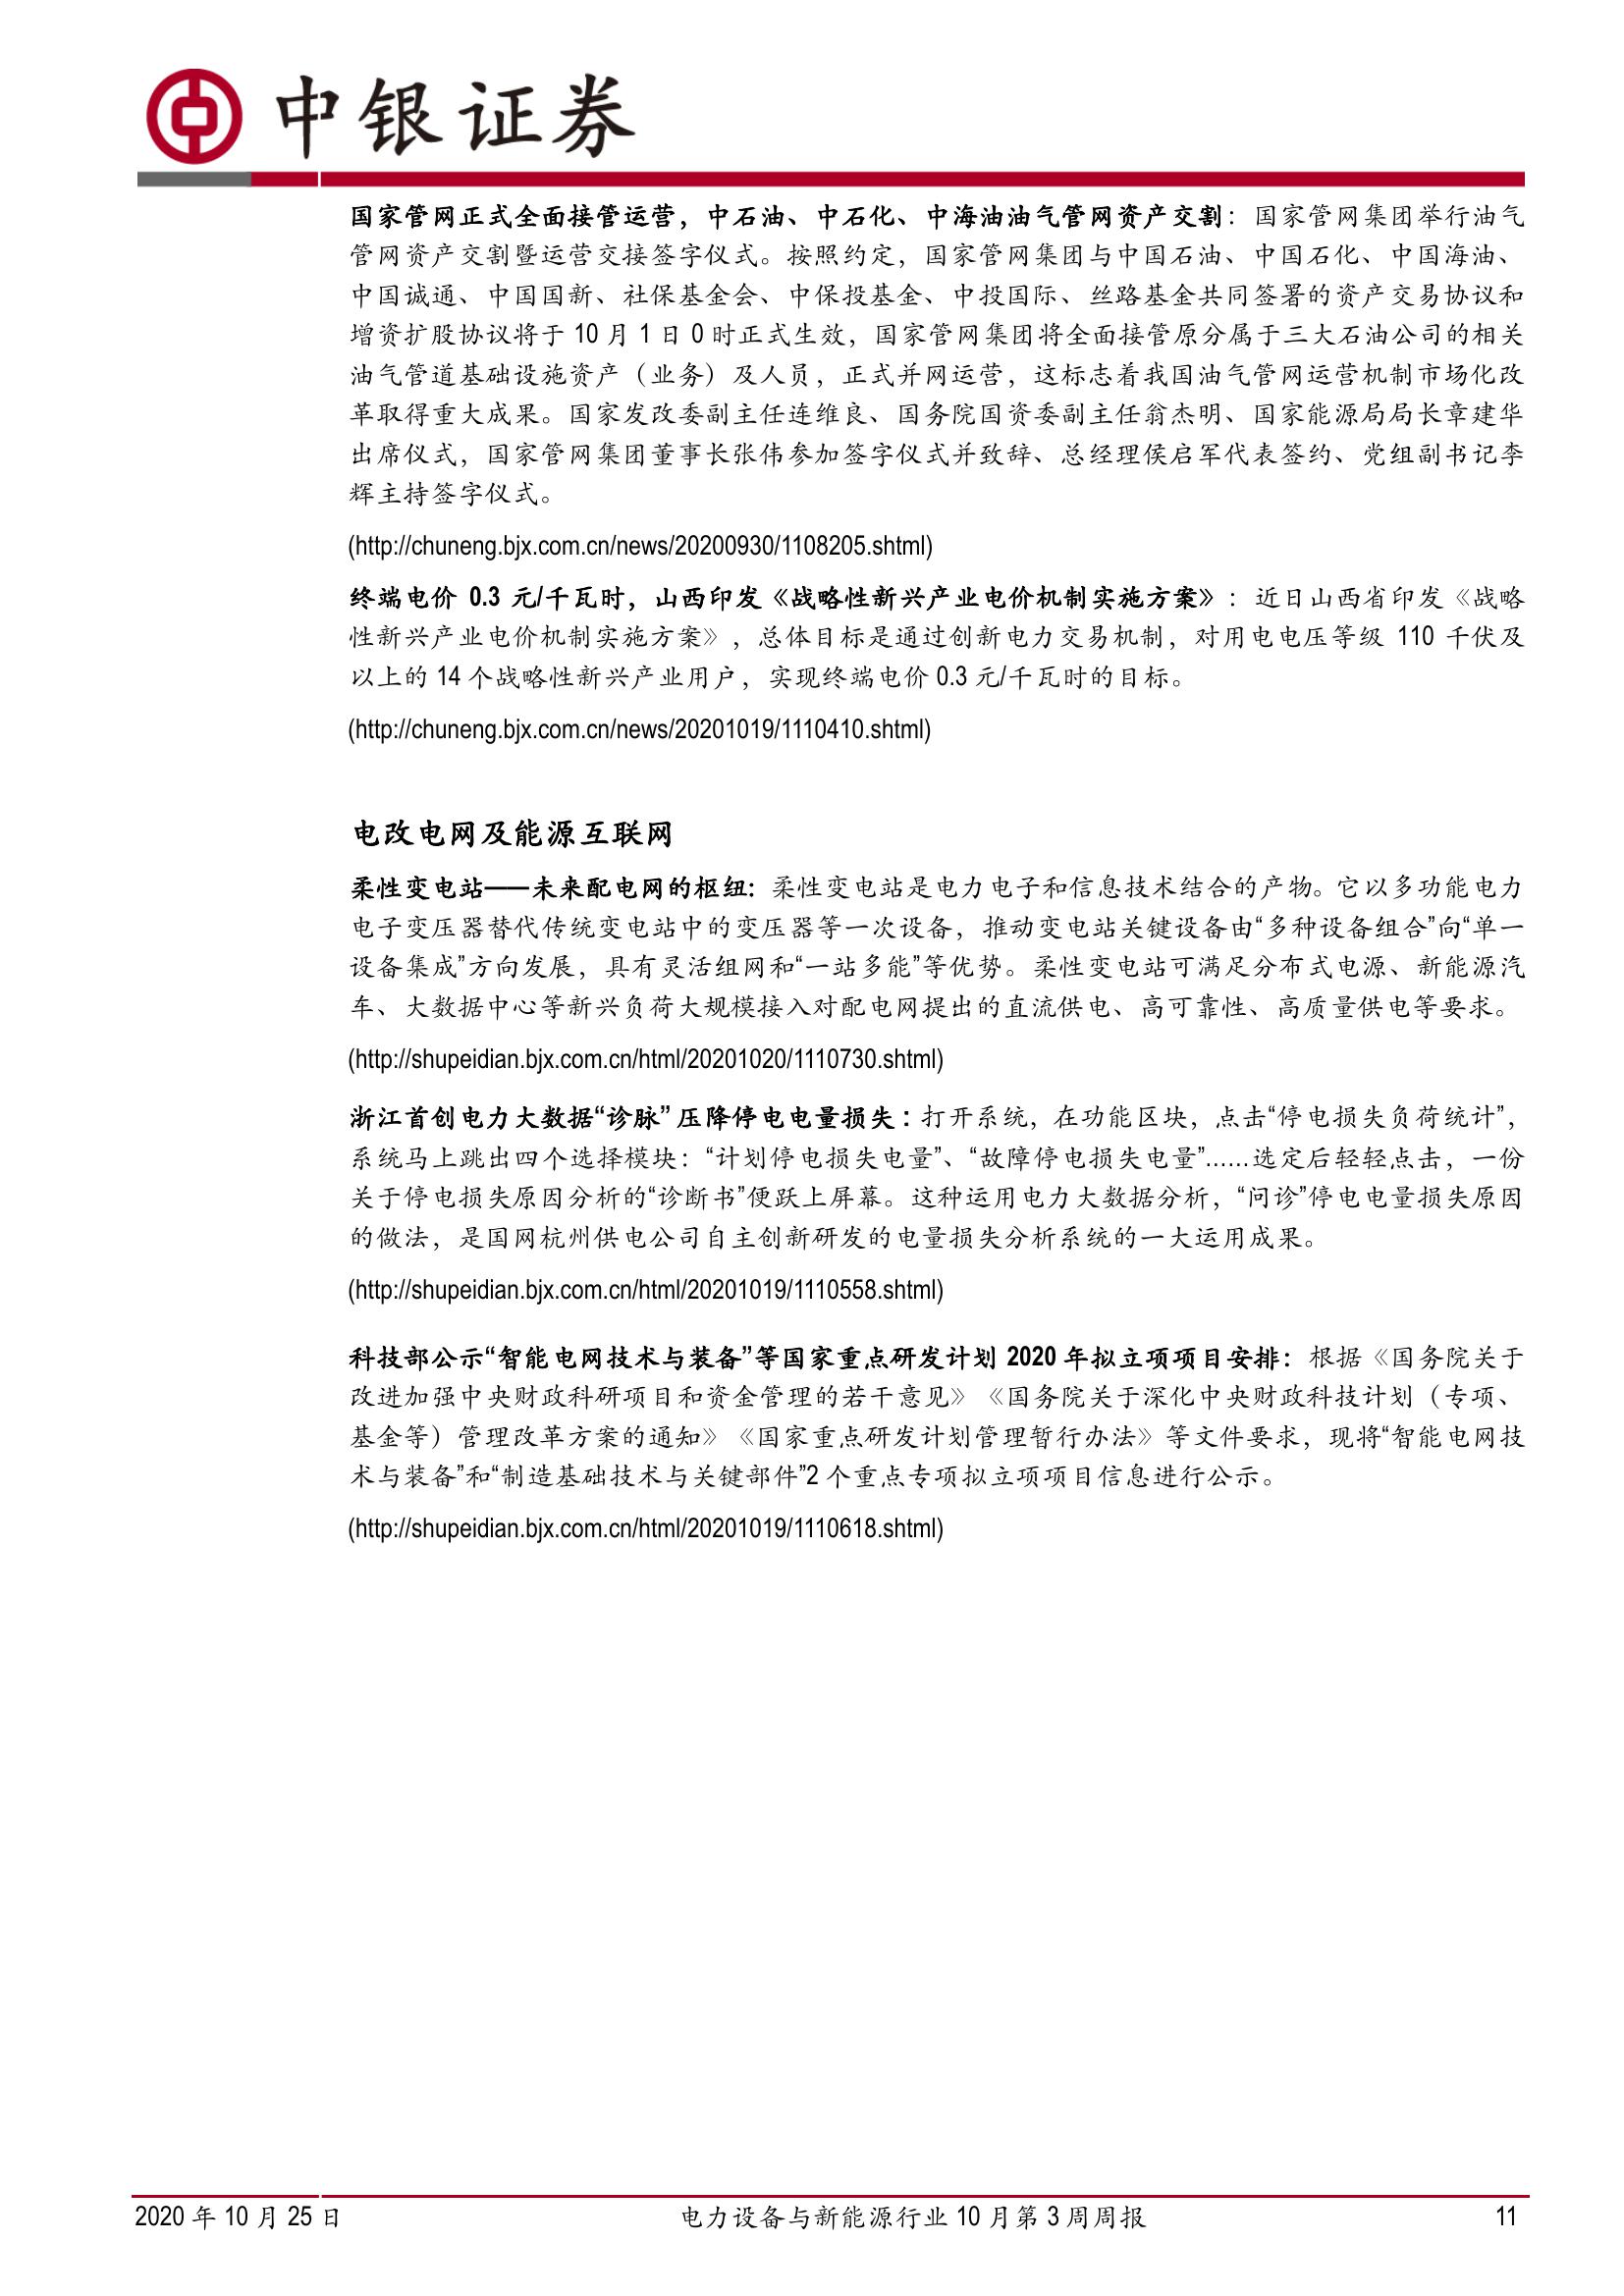 中银证券
国家管网正式全面接管运营，中石油、中石化、中海油油气管网资产交割：国家管网集团举行油气
管网资产交割暨运营交接签字仪式。按照约定，国家管网集团与中国石油、中国石化、中国海油、
中国诚通、中国国新、社保基金会、中保投基金、中投国际、丝路基金共同签署的资产交易协议和
增资扩股协议将于 10 月 1 日 0 时正式生效，国家管网集团将全面接管原分属于三大石油公司的相关
油气管道基础设施资产（业务）及人员，正式并网运营，这标志着我国油气管网运营机制市场化改
革取得重大成果。国家发改委副主任连维良、国务院国资委副主任翁杰明、国家能源局局长章建华
出席仪式，国家管网集团董事长张伟参加签字仪式并致辞、总经理侯启军代表签约、党组副书记李
辉主持签字仪式。
(http://chuneng.bjx.com.cn/news/20200930/1108205.shtml)
终端电价 0.3 元/千瓦时，山西印发《战略性新兴产业电价机制实施方案》：近日山西省印发《战略
性新兴产业电价机制实施方案》，总体目标是通过创新电力交易机制，对用电电压等级 110 千伏及
以上的 14 个战略性新兴产业用户，实现终端电价 0.3 元/千瓦时的目标。
(http://chuneng.bjx.com.cn/news/20201019/1110410.shtml)
电改电网及能源互联网
柔性变电站——未来配电网的枢纽：柔性变电站是电力电子和信息技术结合的产物。它以多功能电力
电子变压器替代传统变电站中的变压器等一次设备，推动变电站关键设备由“多种设备组合”向“单一
设备集成”方向发展，具有灵活组网和“一站多能”等优势。柔性变电站可满足分布式电源、新能源汽
车、大数据中心等新兴负荷大规模接入对配电网提出的直流供电、高可靠性、高质量供电等要求。
(http://shupeidian.bjx.com.cn/html/20201020/1110730.shtml)
浙江首创电力大数据“诊脉” 压降停电电量损失：打开系统，在功能区块，点击“停电损失负荷统计”，
系统马上跳出四个选择模块：“计划停电损失电量”、“故障停电损失电量”......选定后轻轻点击，一份
关于停电损失原因分析的“诊断书”便跃上屏幕。这种运用电力大数据分析，“问诊”停电电量损失原因
的做法，是国网杭州供电公司自主创新研发的电量损失分析系统的一大运用成果。
(http://shupeidian.bjx.com.cn/html/20201019/1110558.shtml)
科技部公示“智能电网技术与装备”等国家重点研发计划 2020 年拟立项项目安排：根据《国务院关于
改进加强中央财政科研项目和资金管理的若干意见》《国务院关于深化中央财政科技计划（专项、
基金等）管理改革方案的通知》《国家重点研发计划管理暂行办法》等文件要求，现将“智能电网技
术与装备”和“制造基础技术与关键部件”2 个重点专项拟立项项目信息进行公示。
(http://shupeidian.bjx.com.cn/html/20201019/1110618.shtml)
2020 年 10 月 25 日 电力设备与新能源行业 10 月第 3 周周报 11